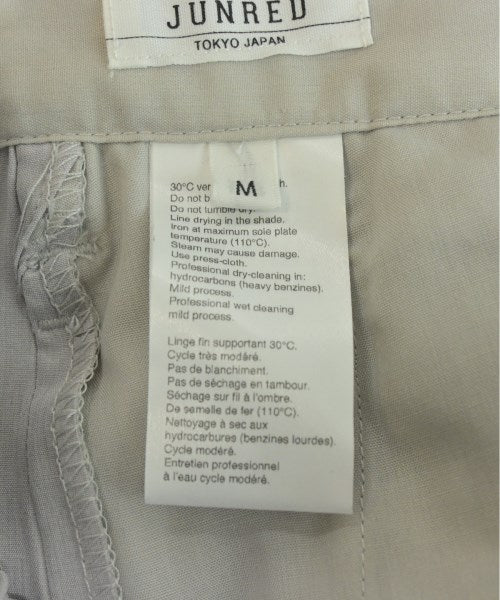 JUNRED
TOKYO JAPAN
M
30°C
Do not
Do not tumble dry.
Line drying in the shade.
Iron at maximum sole plate
temperature (110°C).
Steam may cause damage.
Use press-cloth.
Professional dry-cleaning in:
hydrocarbons (heavy benzines).
Mild process.
Professional wet cleaning
mild process.
Linge fin supportant 30°C.
Cycle très modéré.
Pas de blanchiment.
Pas de séchage en tambour.
Séchage sur fil à l'ombre.
De semelle de fer (110°C).
Nettoyage à sec aux
hydrocarbures (benzines lourdes).
Cycle modéré.
Entretien professionnel
à l'eau cycle modéré.